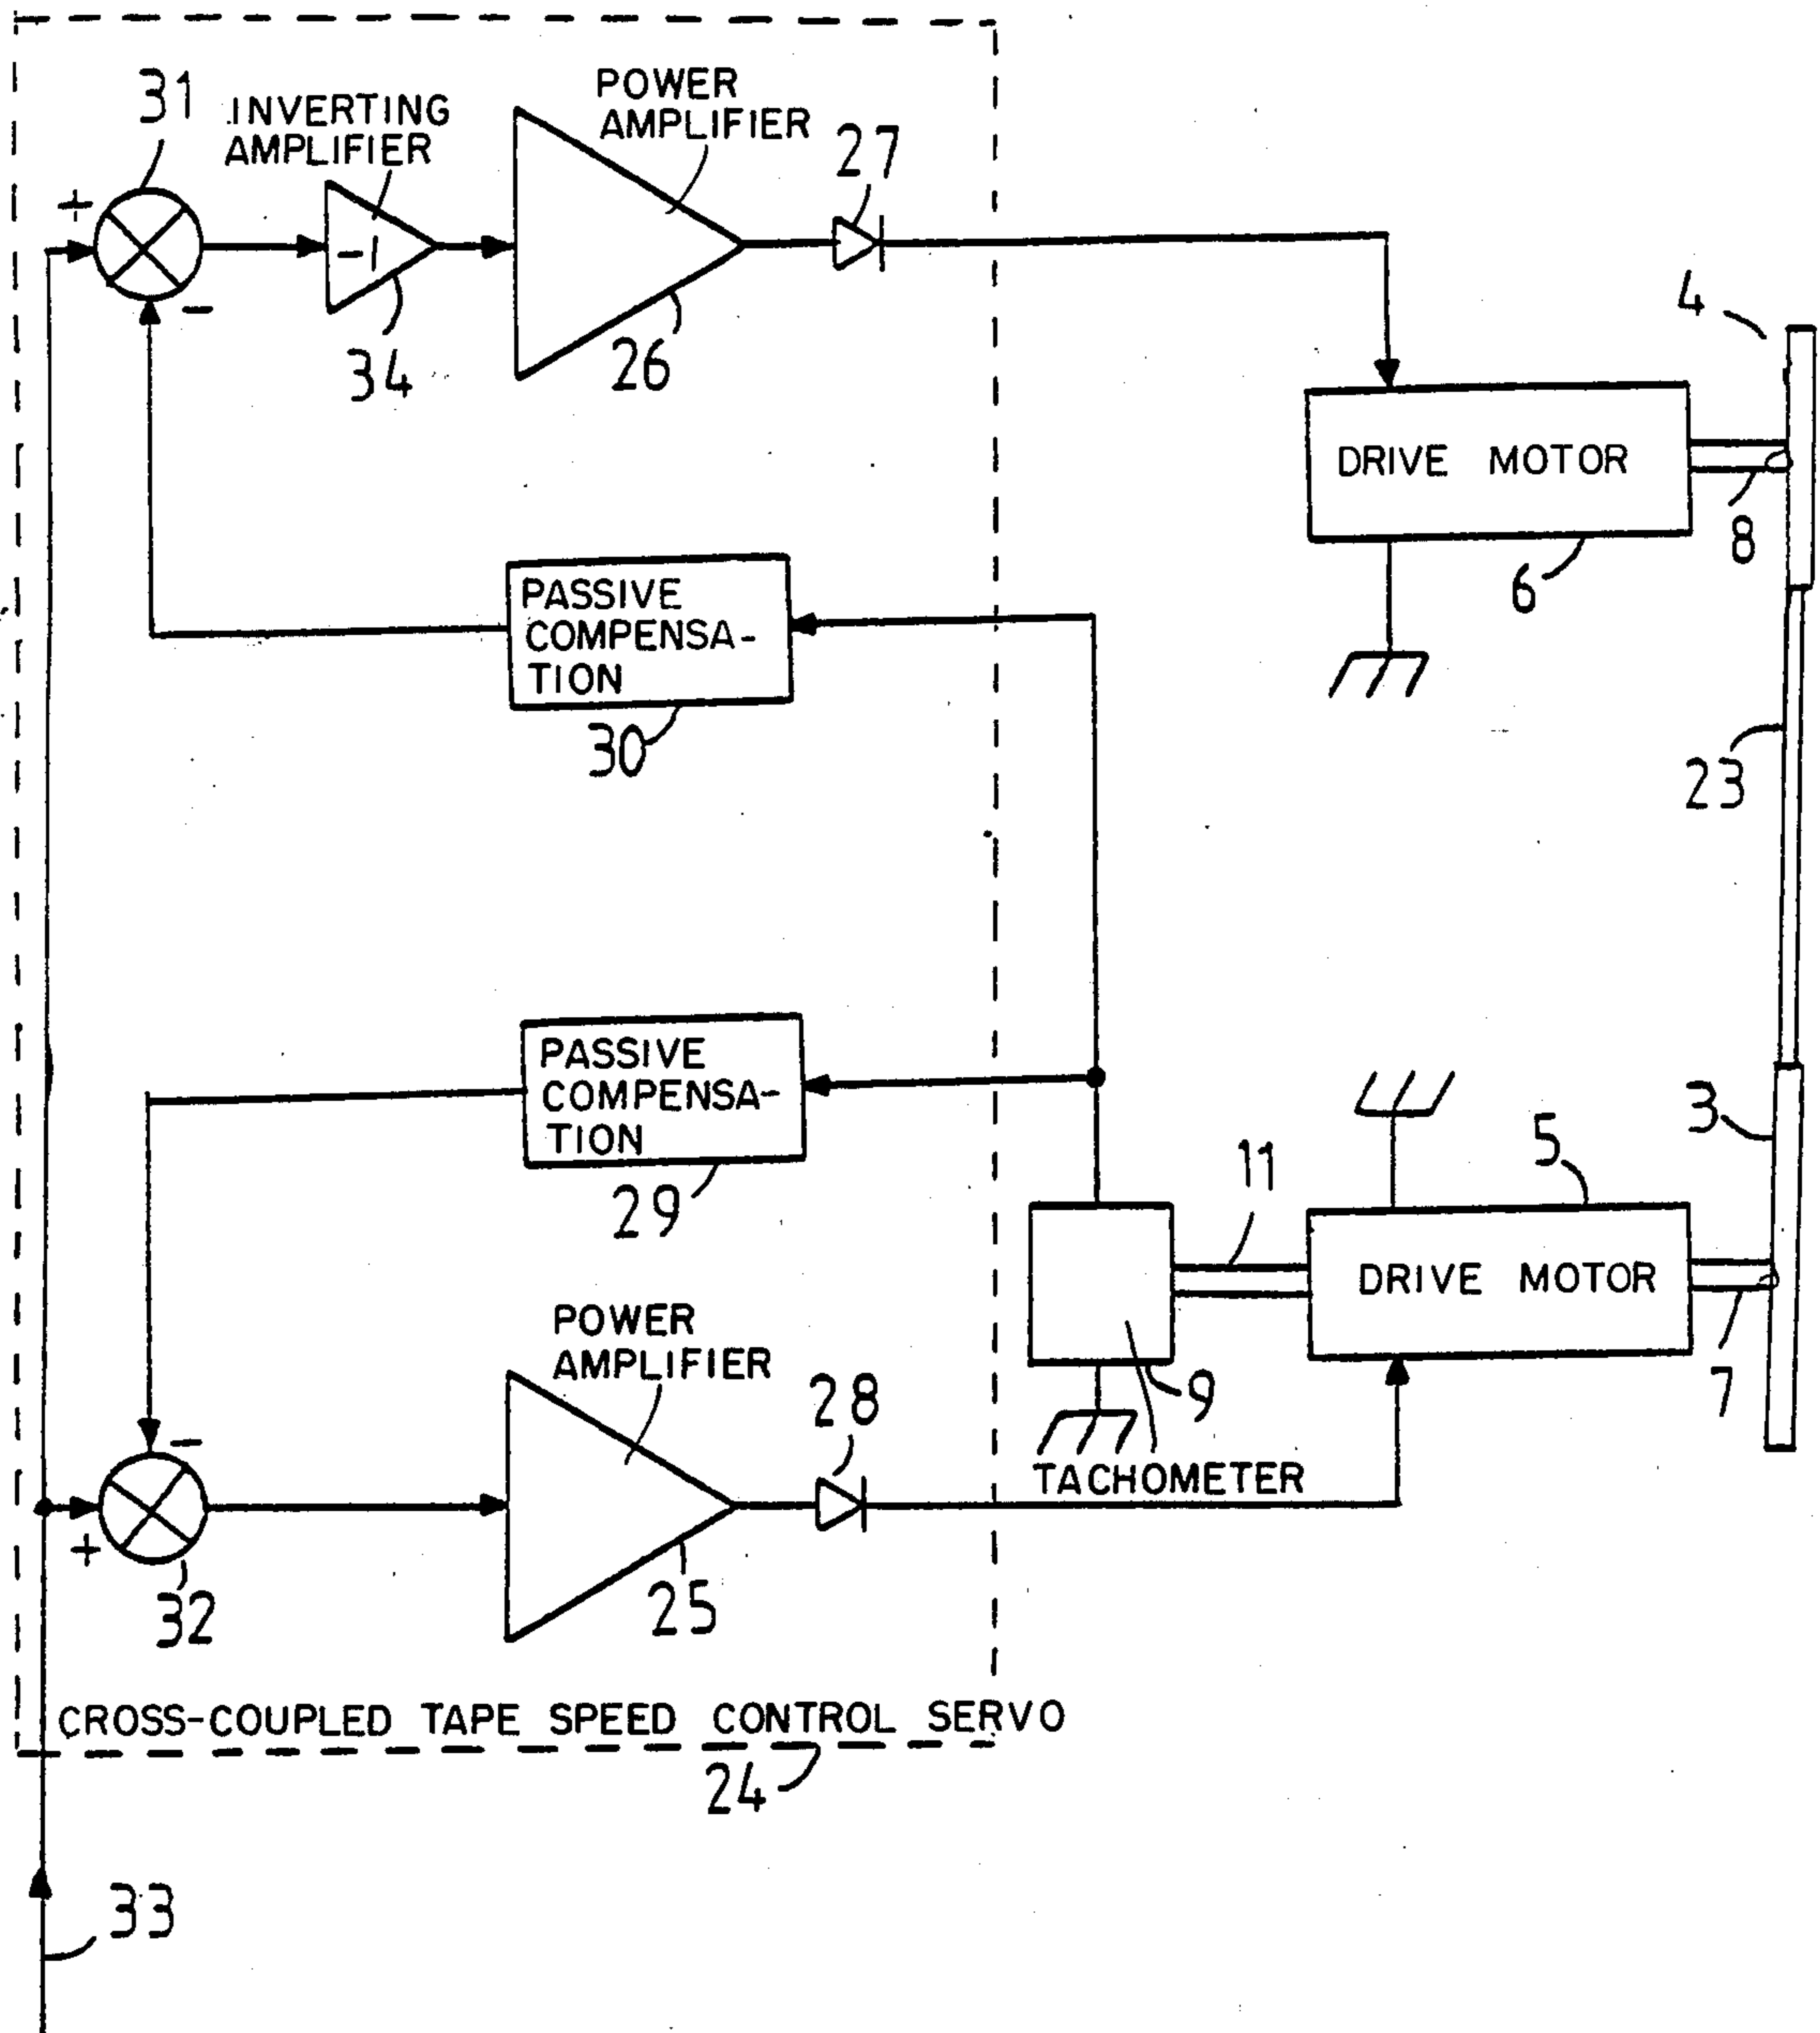 31
INVERTING
AMPLIFIER
POWER
AMPLIFIER
27
+
-1
-
34
26
4
DRIVE MOTOR
8
6
PASSIVE
COMPENSA-
TION
30
23
PASSIVE
COMPENSA-
TION
29
3
11
5
DRIVE MOTOR
7
POWER
AMPLIFIER
28
9
TACHOMETER
-
+
32
25
CROSS-COUPLED TAPE SPEED CONTROL SERVO
24
33